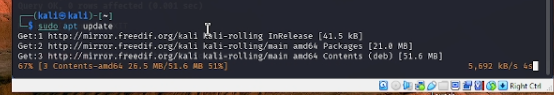 (kali㉿kali)-[~]
$ sudo apt update
Get:1 http://mirror.freedif.org/kali kali-rolling InRelease [41.5 kB]
Get:2 http://mirror.freedif.org/kali kali-rolling/main amd64 Packages [21.0 MB]
Get:3 http://mirror.freedif.org/kali kali-rolling/main amd64 Contents (deb) [51.6 MB]
67% [3 Contents-amd64 26.5 MB/51.6 MB 51%] 5,692 kB/s 4s
Right Ctrl